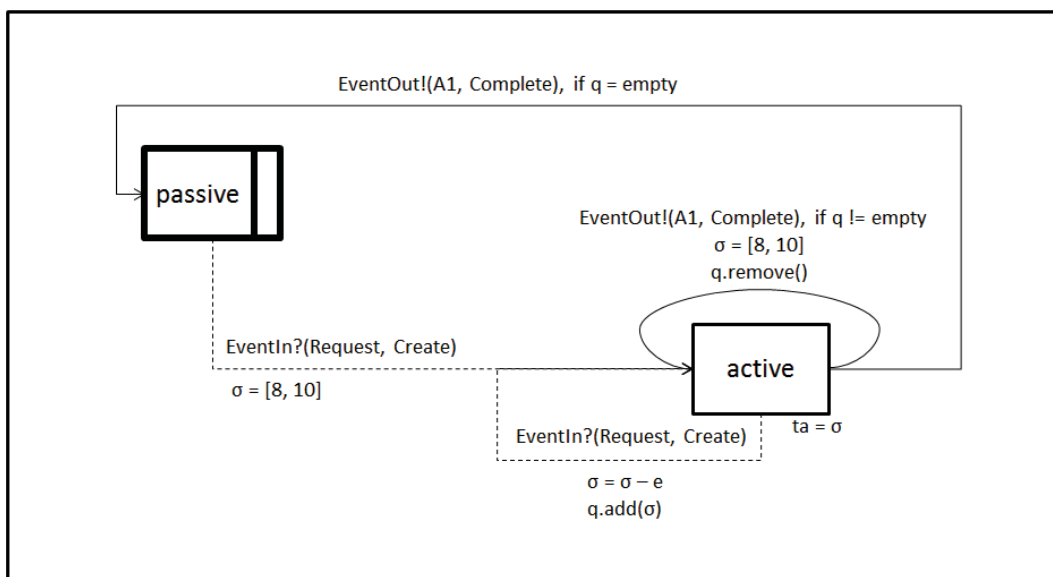 EventOut!(A1, Complete), if q = empty
passive
EventOut!(A1, Complete), if q != empty
σ = [8, 10]
q.remove()
EventIn?(Request, Create)
σ = [8, 10]
active
ta = σ
EventIn?(Request, Create)
σ = σ – e
q.add(σ)